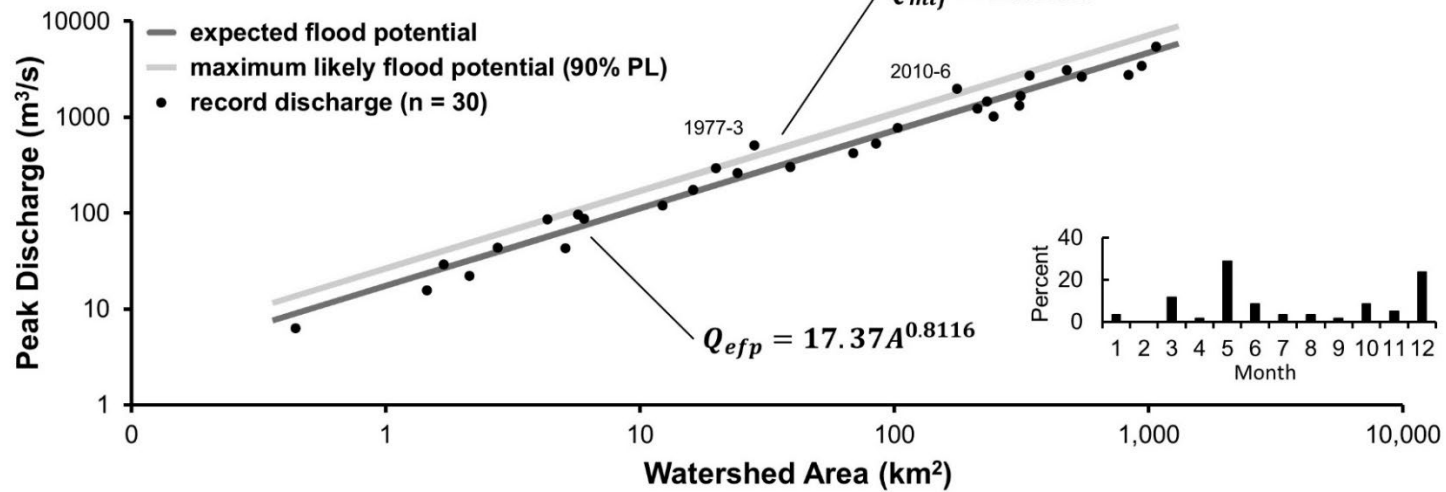 10000
1000
100
10
1
Peak Discharge (m³/s)
expected flood potential
maximum likely flood potential (90% PL)
record discharge (n = 30)
1977-3
2010-6
Q_efp = 17.37A^0.8116
40
20
0
Percent
1 2 3 4 5 6 7 8 9 10 11 12
Month
0 1 10 100 1,000 10,000
Watershed Area (km²)